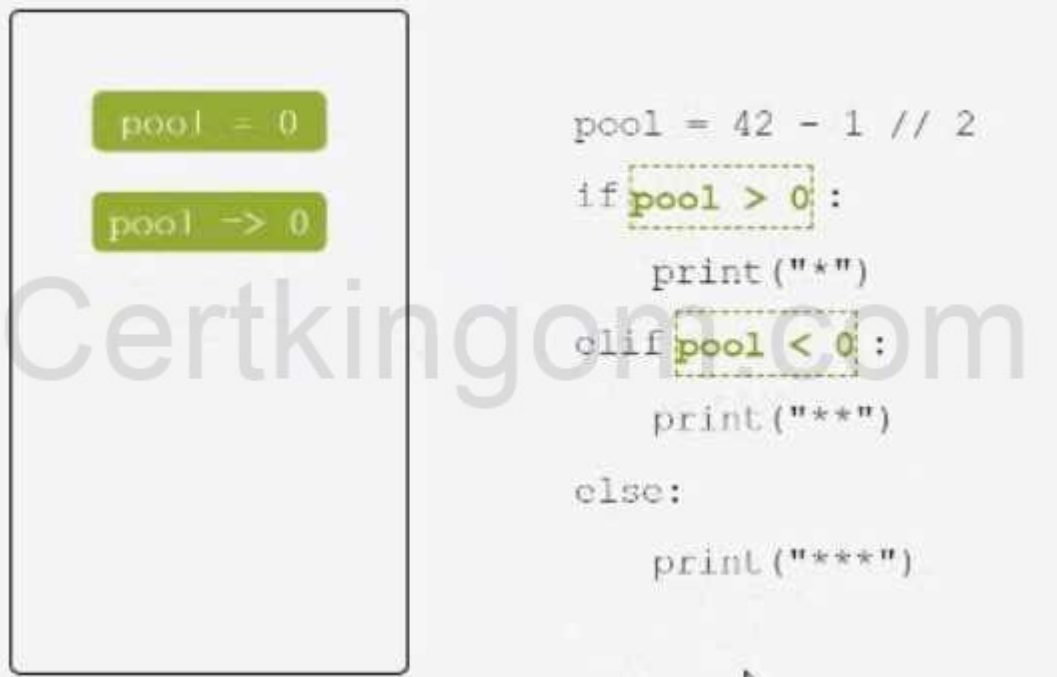 pool = 0
pool -> 0
pool = 42 - 1 // 2
if pool > 0 :
print("*")
elif pool < 0 :
print("**")
else:
print("***")
Certkingom.com